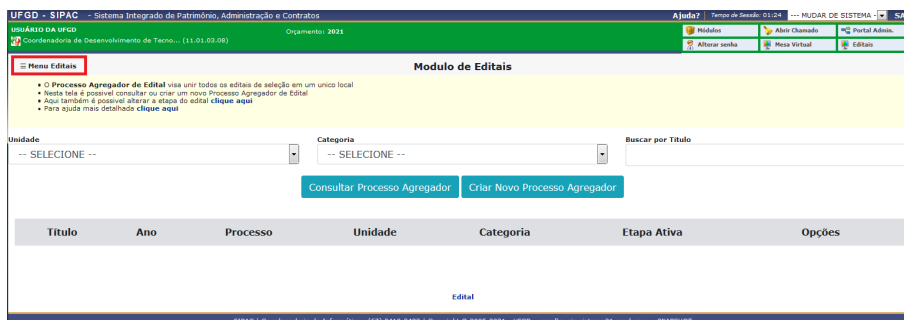 UFGD - SIPAC - Sistema Integrado de Patrimônio, Administração e Contratos Ajuda? Tempo de Sessão: 01:24 --- MUDAR DE SISTEMA - SA
USUÁRIO DA UFGD Orçamento: 2021 Módulos Abrir Chamado Portal Admin.
Coordenadoria de Desenvolvimento de Tecno... (11.01.03.08) Alterar senha Mesa Virtual Editais
☰ Menu Editais Modulo de Editais
• O Processo Agregador de Edital visa unir todos os editais de seleção em um unico local
• Nesta tela é possivel consultar ou criar um novo Processo Agregador de Edital
• Aqui também é possivel alterar a etapa do edital clique aqui
• Para ajuda mais detalhada clique aqui
Unidade Categoria Buscar por Titulo
-- SELECIONE -- -- SELECIONE --
Consultar Processo Agregador Criar Novo Processo Agregador
Título Ano Processo Unidade Categoria Etapa Ativa Opções
Edital